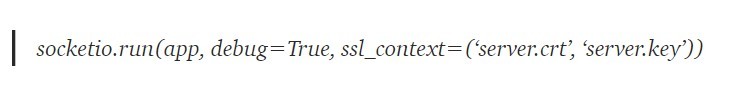 socketio.run(app, debug=True, ssl_context=(‘server.crt’, ‘server.key’))